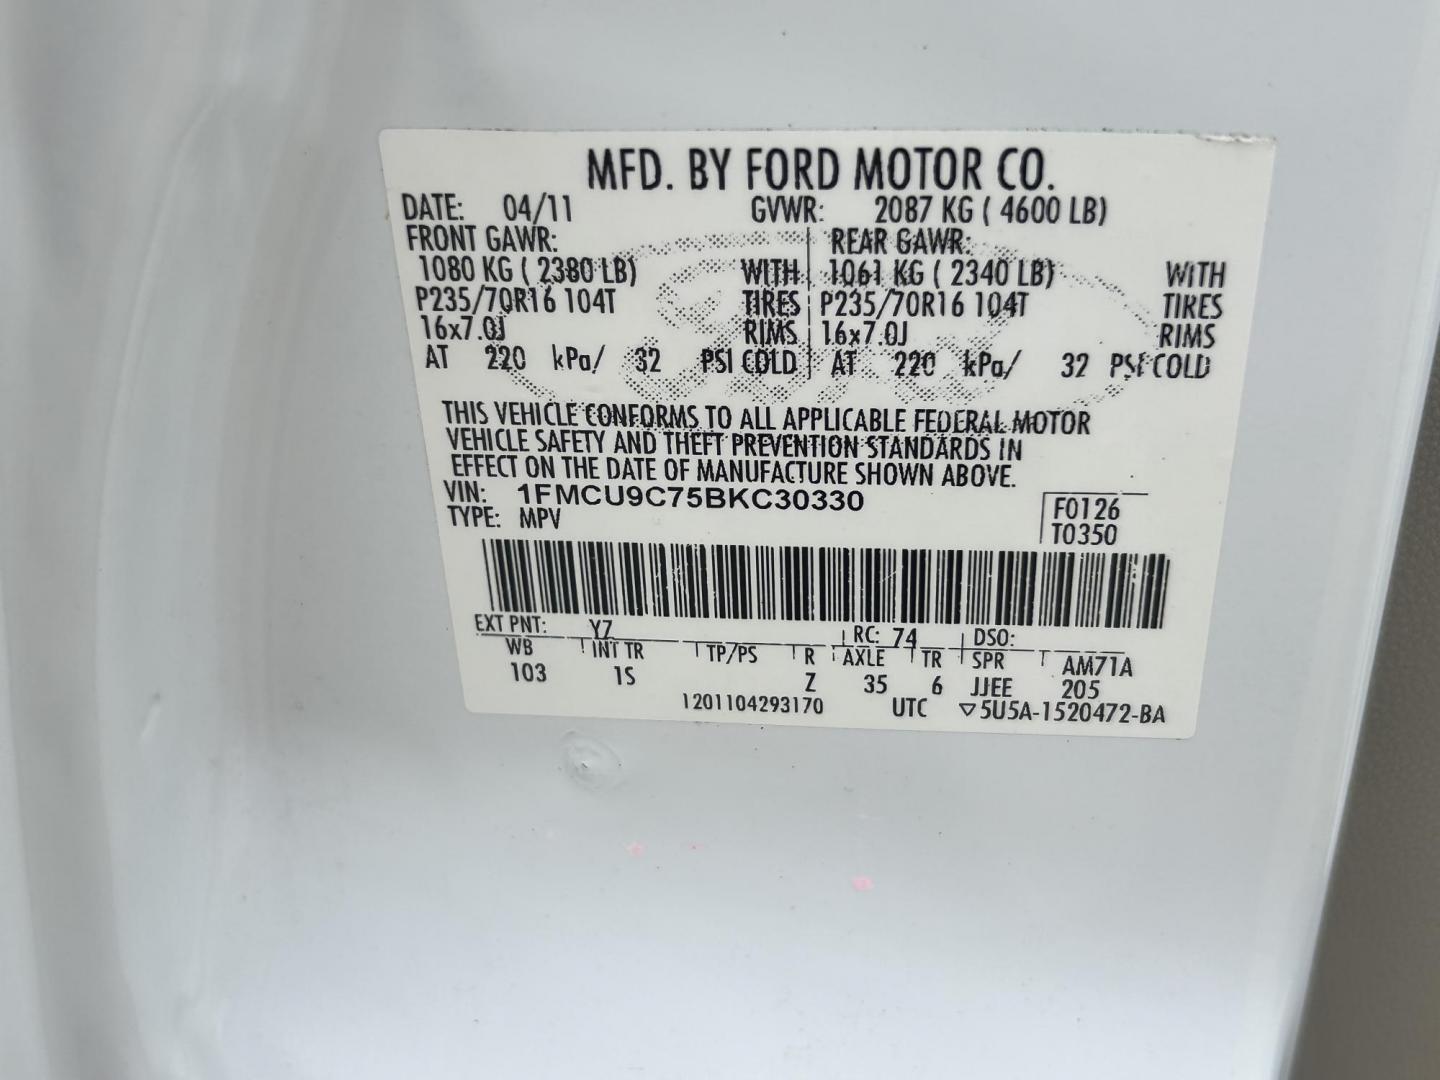 MFD. BY FORD MOTOR CO.
DATE: 04/11 GVWR: 2087 KG ( 4600 LB)
FRONT GAWR: REAR GAWR:
1080 KG ( 2380 LB) WITH 1061 KG ( 2340 LB) WITH
P235/70R16 104T TIRES P235/70R16 104T TIRES
16x7.0J RIMS 16x7.0J RIMS
AT 220 kPa/ 32 PSI COLD AT 220 kPa/ 32 PSI COLD
THIS VEHICLE CONFORMS TO ALL APPLICABLE FEDERAL MOTOR
VEHICLE SAFETY AND THEFT PREVENTION STANDARDS IN
EFFECT ON THE DATE OF MANUFACTURE SHOWN ABOVE.
VIN: 1FMCU9C75BKC30330 F0126
TYPE: MPV T0350
EXT PNT: YZ RC: 74 DSO:
WB INT TR TP/PS R AXLE TR SPR AM71A
103 1S Z 35 6 JJEE 205
1201104293170 UTC ▽5U5A-1520472-BA